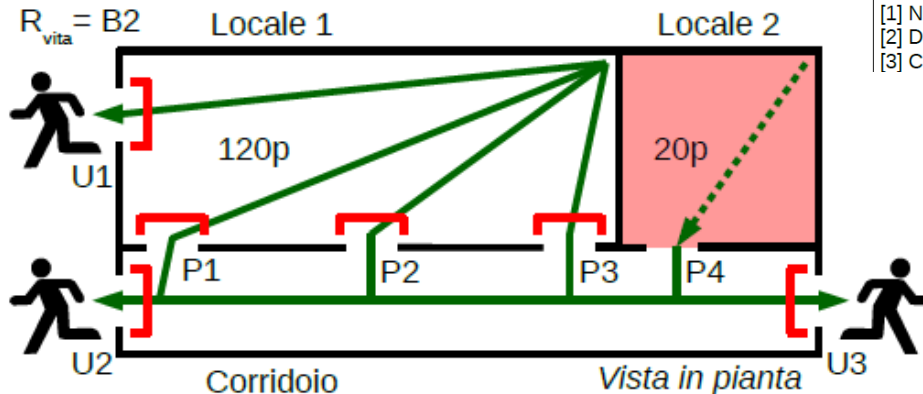 R_vita = B2
Locale 1
Locale 2
[1] N
[2] D
[3] C
120p
20p
U1
P1
P2
P3
P4
U2
U3
Corridoio
Vista in pianta